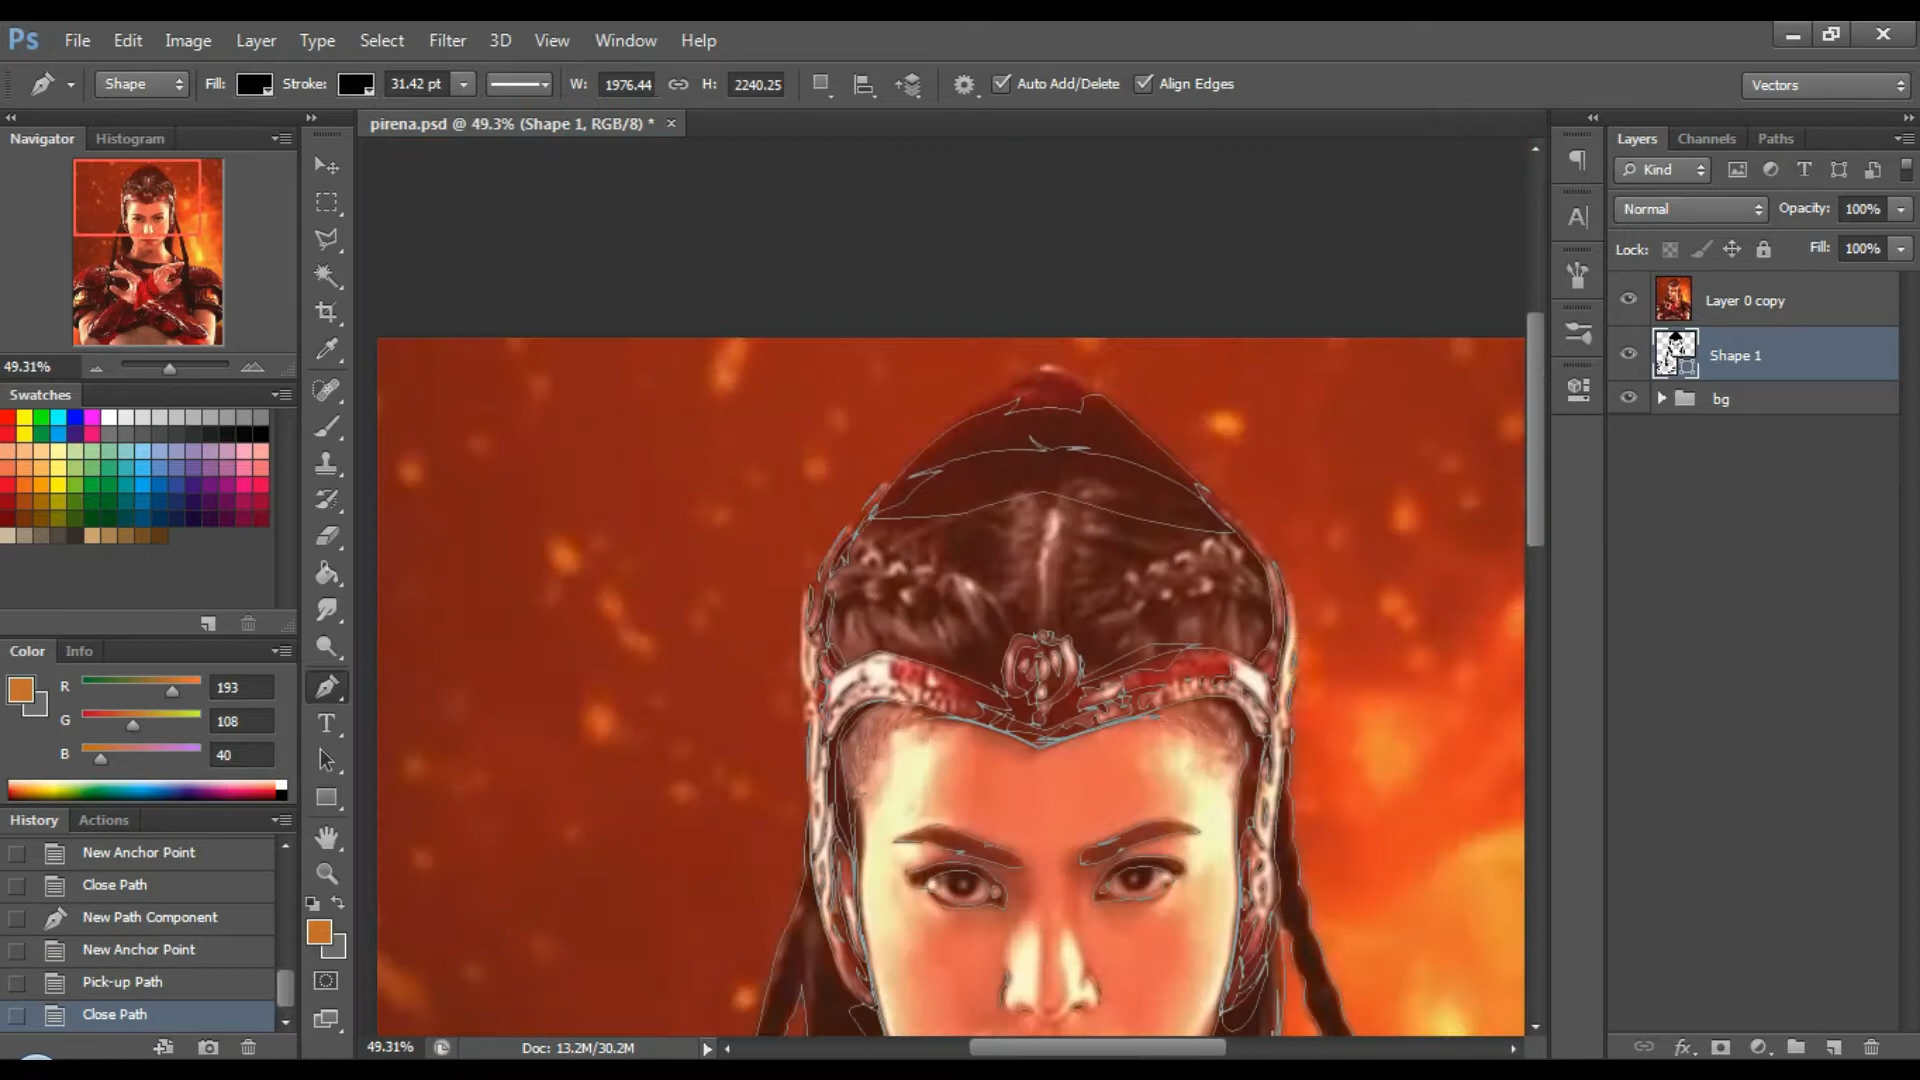 Ps File Edit Image Layer Type Select Filter 3D View Window Help
Shape Fill: Stroke: 31.42 pt W: 1976.44 H: 2240.25 Auto Add/Delete Align Edges Vectors
Navigator Histogram
pirena.psd @ 49.3% (Shape 1, RGB/8) *
Layers Channels Paths
Kind
Normal Opacity: 100%
Lock: Fill: 100%
Layer 0 copy
Shape 1
bg
49.31%
Swatches
Color Info
R 193
G 108
B 40
History Actions
New Anchor Point
Close Path
New Path Component
New Anchor Point
Pick-up Path
Close Path
49.31% Doc: 13.2M/30.2M